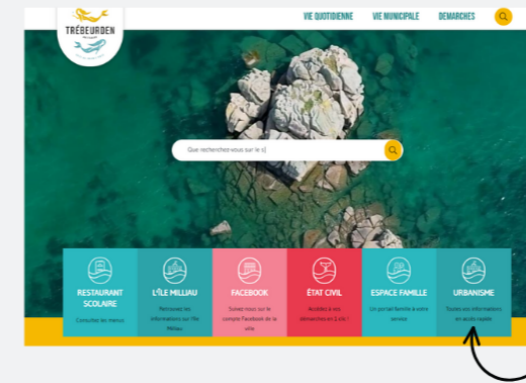 TRÉBEURDEN
VIE QUOTIDIENNE VIE MUNICIPALE DÉMARCHES
Que recherchez-vous sur le s
RESTAURANT
SCOLAIRE
Consultez les menus
L'ÎLE MILLIAU
Retrouvez les
informations sur l'île
Milliau
FACEBOOK
Suivez nous sur le
compte Facebook de la
ville
ÉTAT CIVIL
Accédez à vos
démarches en 2 clic !
ESPACE FAMILLE
Un portail famille à votre
service
URBANISME
Toutes vos informations
en accès rapide